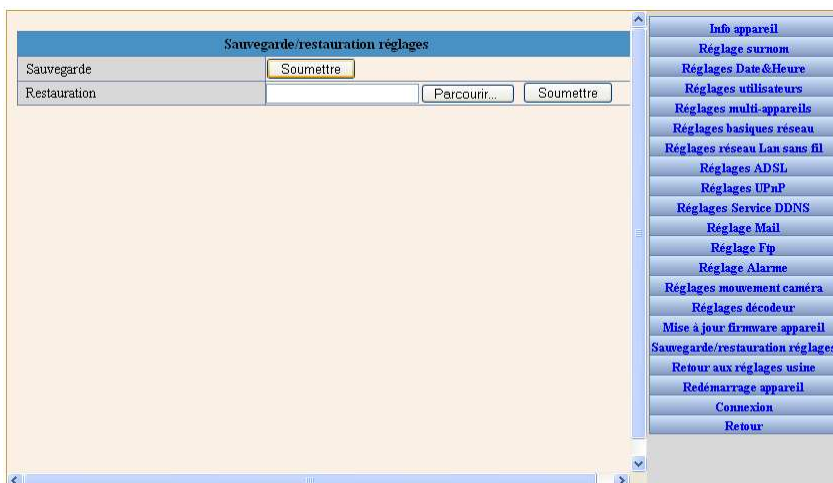 Sauvegarde/restauration réglages
Sauvegarde Soumettre
Restauration Parcourir... Soumettre
Info appareil
Réglage surnom
Réglages Date&Heure
Réglages utilisateurs
Réglages multi-appareils
Réglages basiques réseau
Réglages réseau Lan sans fil
Réglages ADSL
Réglages UPnP
Réglages Service DDNS
Réglage Mail
Réglage Ftp
Réglage Alarme
Réglages mouvement caméra
Réglages décodeur
Mise à jour firmware appareil
Sauvegarde/restauration réglages
Retour aux réglages usine
Redémarrage appareil
Connexion
Retour